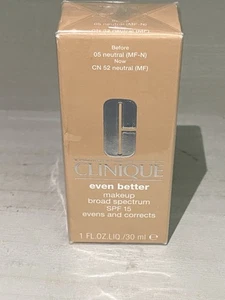 Before
05 neutral (MF-N)
Now
CN 52 neutral (MF)
CLINIQUE
even better
makeup
broad spectrum
SPF 15
evens and corrects
1 FL.OZ.LIQ./30 ml e